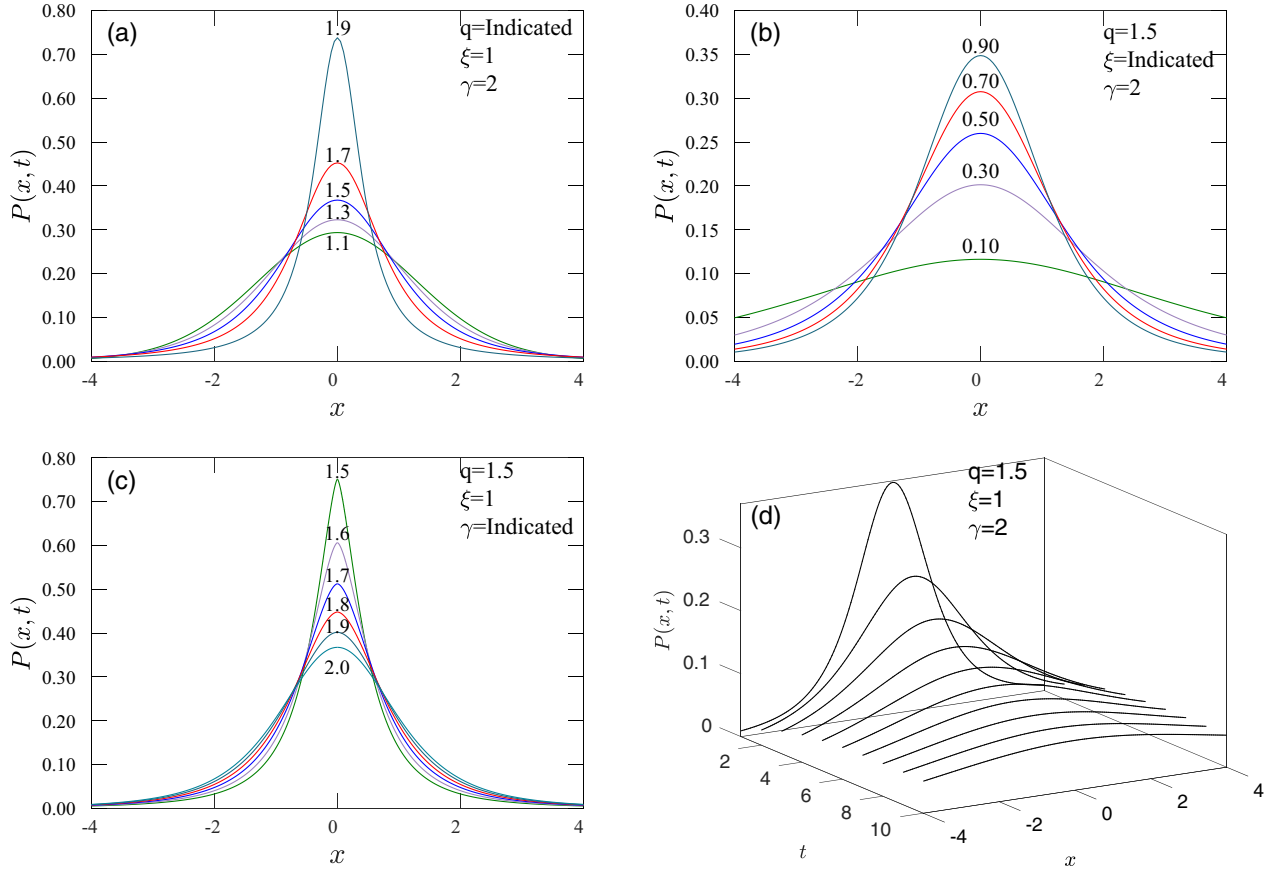 (a)
q=Indicated
ξ=1
γ=2
1.9
1.7
1.5
1.3
1.1
0.80
0.70
0.60
0.50
0.40
0.30
0.20
0.10
0.00
-4
-2
0
2
4
P(x, t)
x
(b)
q=1.5
ξ=Indicated
γ=2
0.90
0.70
0.50
0.30
0.10
0.40
0.35
0.30
0.25
0.20
0.15
0.10
0.05
0.00
-4
-2
0
2
4
P(x, t)
x
(c)
q=1.5
ξ=1
γ=Indicated
1.5
1.6
1.7
1.8
1.9
2.0
0.80
0.70
0.60
0.50
0.40
0.30
0.20
0.10
0.00
-4
-2
0
2
4
P(x, t)
x
(d)
q=1.5
ξ=1
γ=2
0.3
0.2
0.1
0
P(x, t)
2
4
6
8
10
t
-4
-2
0
2
4
x